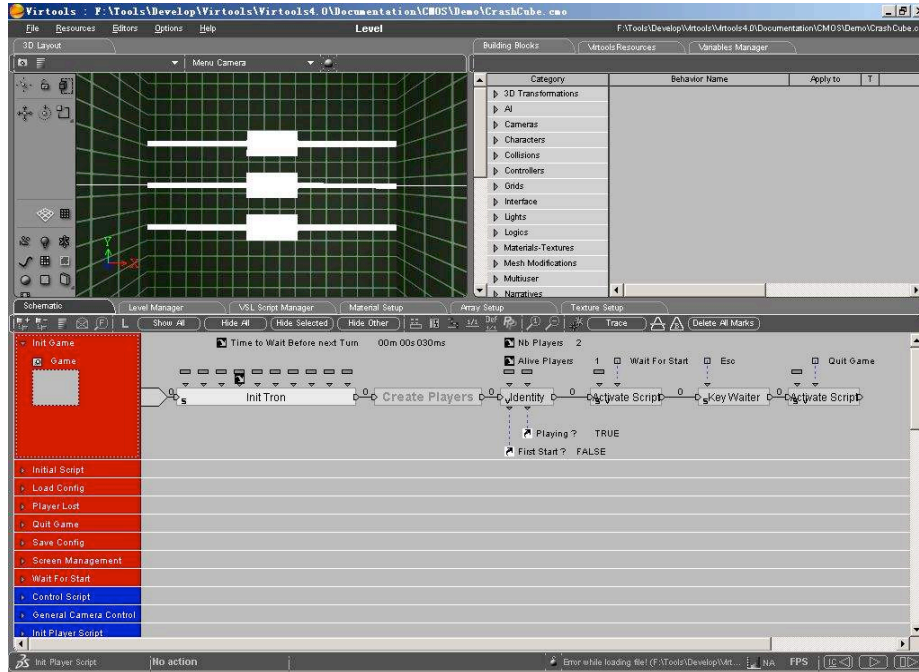 Virtools : F:\Tools\Develop\Virtools\Virtools4.0\Documentation\CMOS\Demo\CrashCube.cmo
File Resources Editors Options Help Level F:\Tools\Develop\Virtools\Virtools4.0\Documentation\CMOS\Demo\CrashCube.c
3D Layout Building Blocks Virtools Resources Variables Manager
Menu Camera
Category Behavior Name Apply to T
3D Transformations
AI
Cameras
Characters
Collisions
Controllers
Grids
Interface
Lights
Logics
Materials-Textures
Mesh Modifications
Multiuser
Narratives
Y
X
Schematic Level Manager VSL Script Manager Material Setup Array Setup Texture Setup
L Show All Hide All Hide Selected Hide Other Trace Delete All Marks
Init Game Time to Wait Before next Turn 00m 00s 030ms Nb Players 2
Game Alive Players 1 Wait For Start Esc Quit Game
Init Tron Create Players Identity Activate Script Key Waiter Activate Script
Playing ? TRUE
First Start ? FALSE
Initial Script
Load Config
Player Lost
Quit Game
Save Config
Screen Management
Wait For Start
Control Script
General Camera Control
Init Player Script
Init Player Script No action Error while loading file! (F:\Tools\Develop\Virt... NA FPS